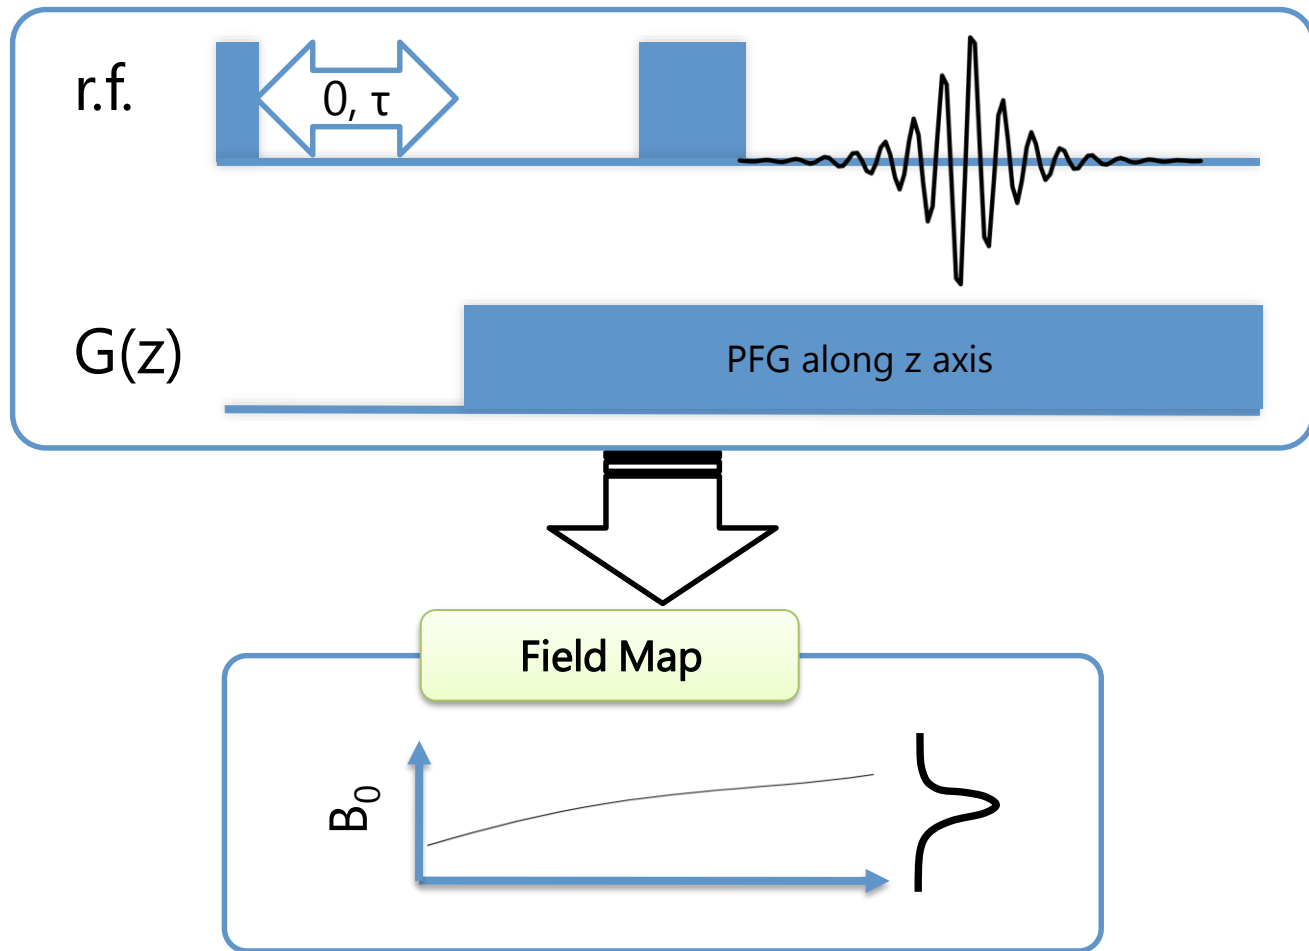 r.f.
0, τ
G(z)
PFG along z axis
Field Map
B₀